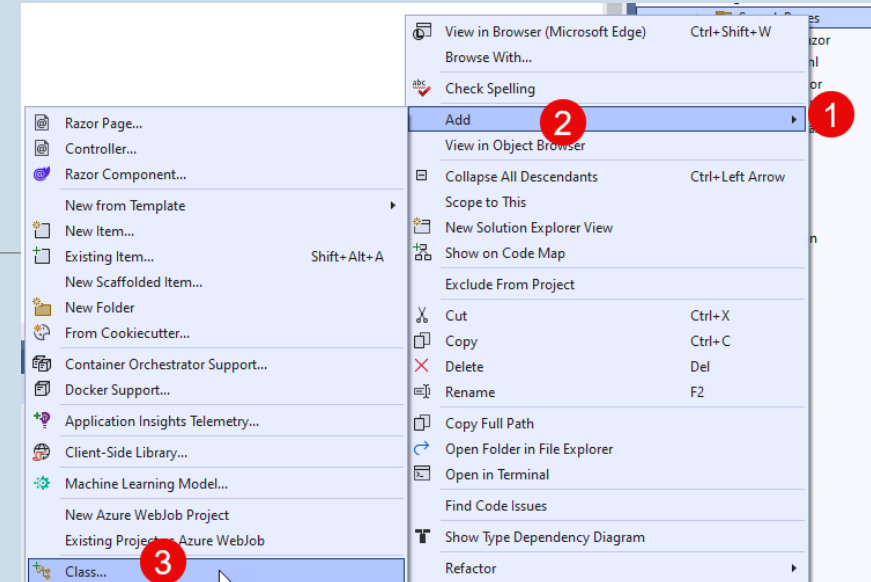 View in Browser (Microsoft Edge) Ctrl+Shift+W
Browse With...
abc Check Spelling
Add
View in Object Browser
Collapse All Descendants Ctrl+Left Arrow
Scope to This
New Solution Explorer View
Show on Code Map
Exclude From Project
Cut Ctrl+X
Copy Ctrl+C
Delete Del
Rename F2
Copy Full Path
Open Folder in File Explorer
Open in Terminal
Find Code Issues
Show Type Dependency Diagram
Refactor
1
2
Razor Page...
Controller...
Razor Component...
New from Template
New Item...
Existing Item... Shift+Alt+A
New Scaffolded Item...
New Folder
From Cookiecutter...
Container Orchestrator Support...
Docker Support...
Application Insights Telemetry...
Client-Side Library...
Machine Learning Model...
New Azure WebJob Project
Existing Project Azure WebJob
Class...
3